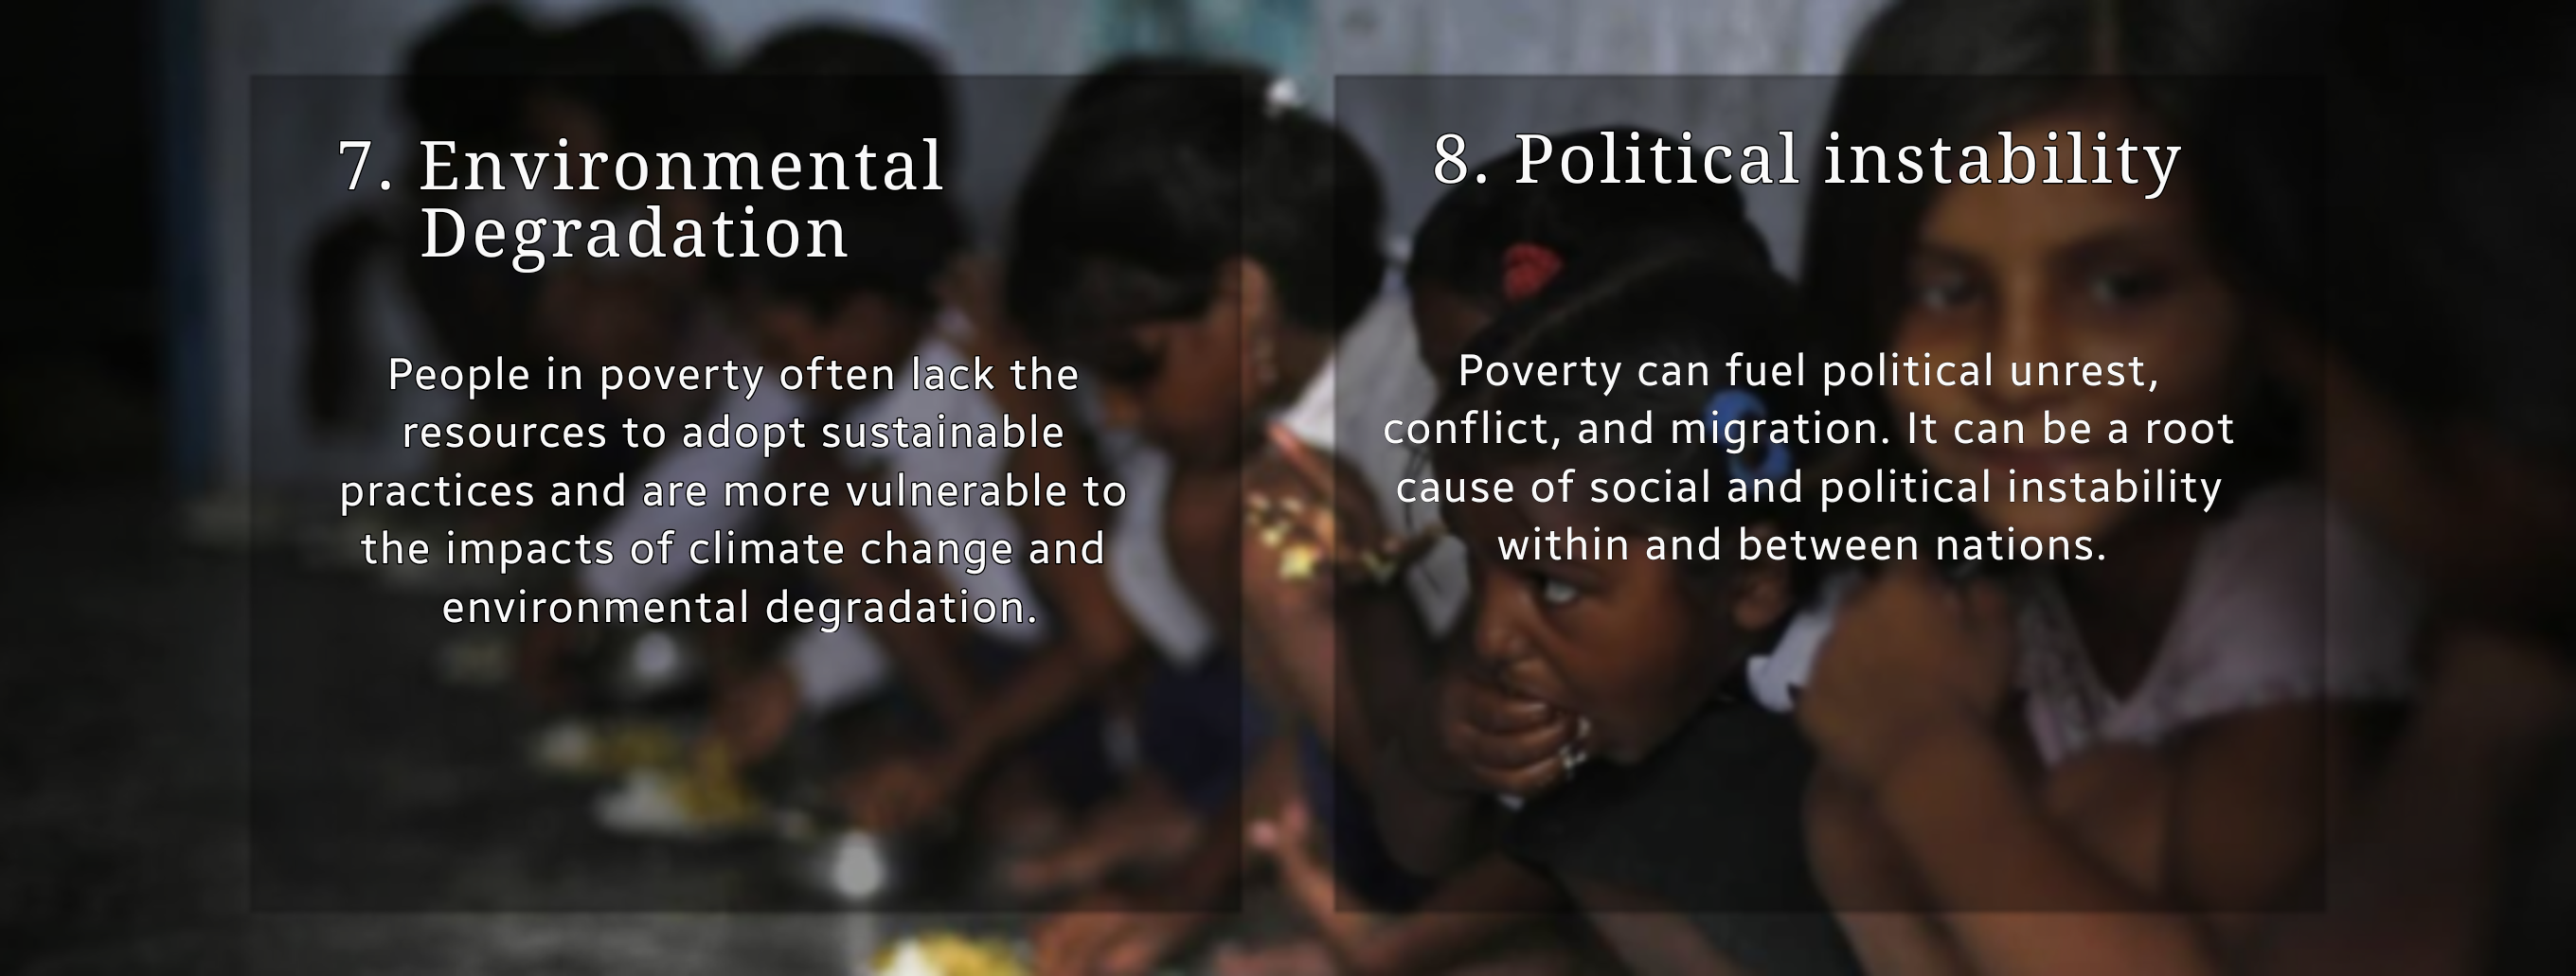 7. Environmental
Degradation
People in poverty often lack the
resources to adopt sustainable
practices and are more vulnerable to
the impacts of climate change and
environmental degradation.
8. Political instability
Poverty can fuel political unrest,
conflict, and migration. It can be a root
cause of social and political instability
within and between nations.